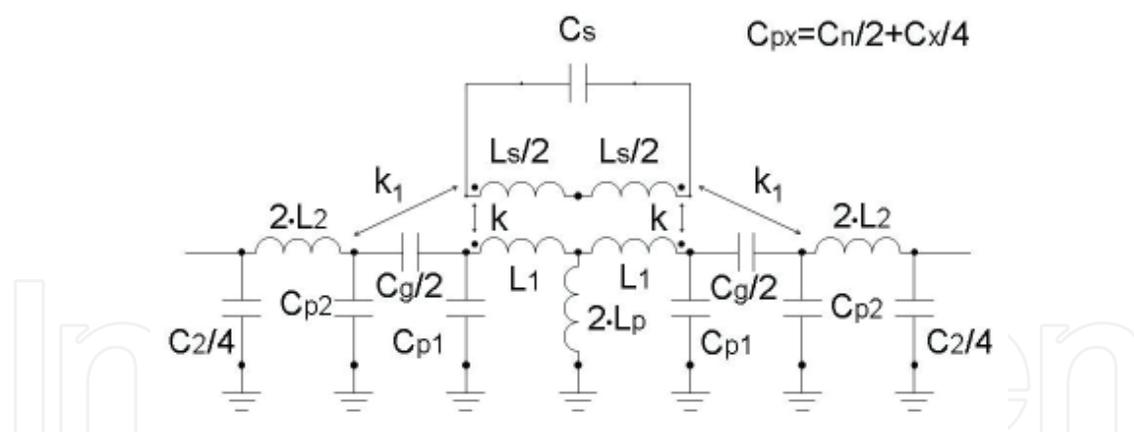 Cs
Cpx=Cn/2+Cx/4
Ls/2 Ls/2
k1 k1
2·L2 k k 2·L2
Cg/2 L1 L1 Cg/2
C2/4 Cp2 Cp1 2·Lp Cp1 Cp2 C2/4